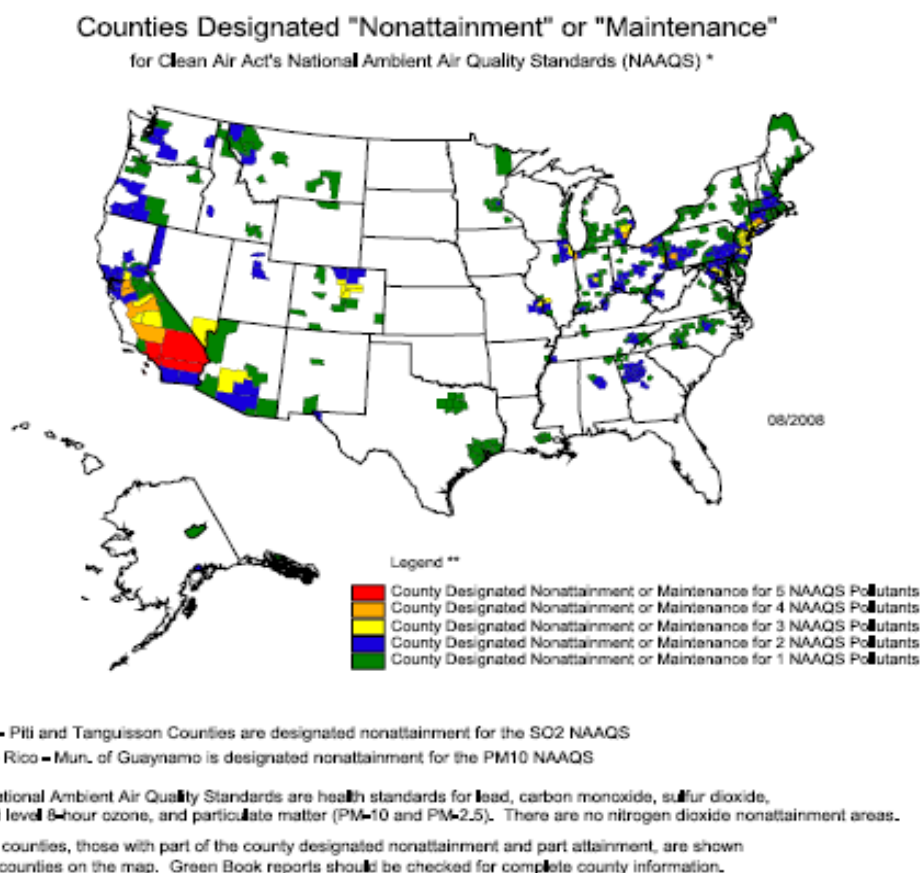 Counties Designated "Nonattainment" or "Maintenance"
for Clean Air Act's National Ambient Air Quality Standards (NAAQS) *
08/2008
Legend **
County Designated Nonattainment or Maintenance for 5 NAAQS Pollutants
County Designated Nonattainment or Maintenance for 4 NAAQS Pollutants
County Designated Nonattainment or Maintenance for 3 NAAQS Pollutants
County Designated Nonattainment or Maintenance for 2 NAAQS Pollutants
County Designated Nonattainment or Maintenance for 1 NAAQS Pollutants
- Piti and Tanguisson Counties are designated nonattainment for the SO2 NAAQS
Rico - Mun. of Guaynamo is designated nonattainment for the PM10 NAAQS
ational Ambient Air Quality Standards are health standards for lead, carbon monoxide, sulfur dioxide,
level 8-hour ozone, and particulate matter (PM-10 and PM-2.5). There are no nitrogen dioxide nonattainment areas.
counties, those with part of the county designated nonattainment and part attainment, are shown
counties on the map. Green Book reports should be checked for complete county information.